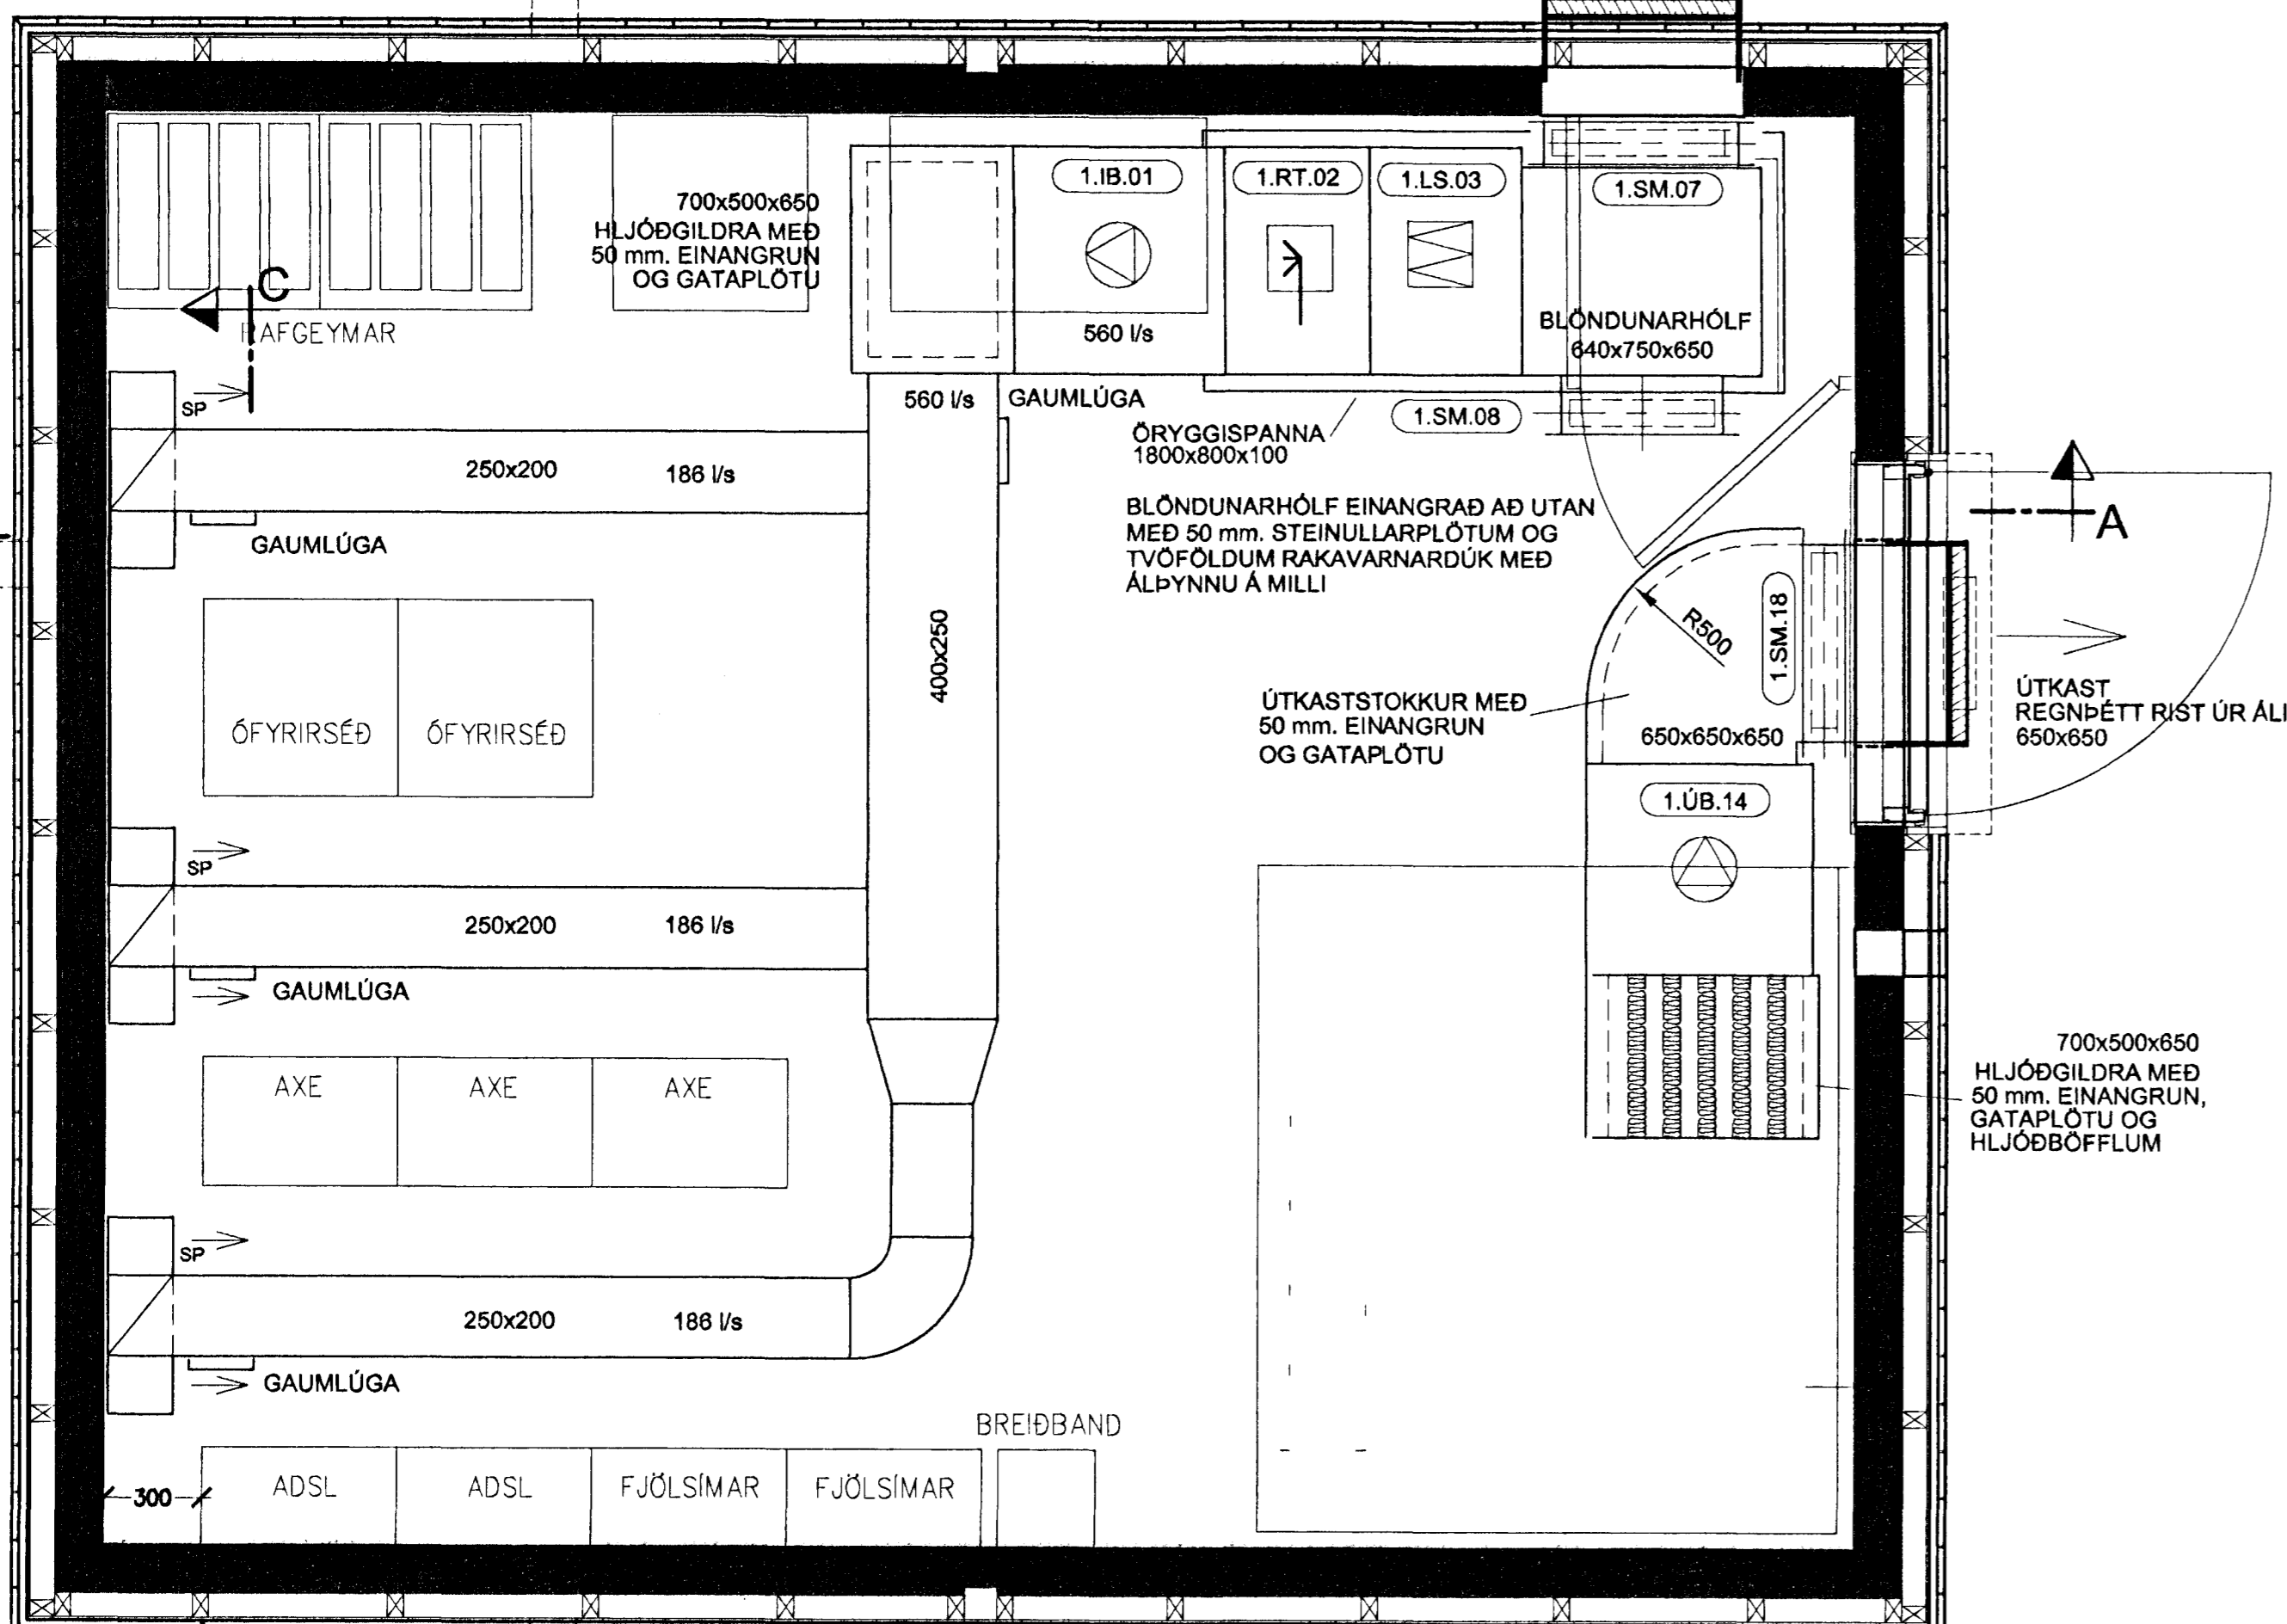 700x500x650
HLJÓÐGILDRA MEÐ
50 mm. EINANGRUN
OG GATAPLÖTU
1.IB.01
1.RT.02
1.LS.03
1.SM.07
560 l/s
BLÖNDUNARHÓLF
640x750x650
C
RAFGEYMAR
SP
560 l/s
GAUMLÚGA
1.SM.08
ÖRYGGISPANNA
1800x800x100
250x200
186 l/s
GAUMLÚGA
BLÖNDUNARHÓLF EINANGRAÐ AÐ UTAN
MEÐ 50 mm. STEINULLARPLÖTUM OG
TVÖFÖLDUM RAKAVARNARDÚK MEÐ
ÁLÞYNNU Á MILLI
A
400x250
R500
1.SM.18
ÓFYRIRSÉÐ
ÓFYRIRSÉÐ
ÚTKASTSTOKKUR MEÐ
50 mm. EINANGRUN
OG GATAPLÖTU
650x650x650
ÚTKAST
REGNÞÉTT RIST ÚR ÁLI
650x650
1.ÚB.14
SP
250x200
186 l/s
GAUMLÚGA
AXE
AXE
AXE
700x500x650
HLJÓÐGILDRA MEÐ
50 mm. EINANGRUN,
GATAPLÖTU OG
HLJÓÐBÖFFLUM
SP
250x200
186 l/s
GAUMLÚGA
BREIÐBAND
300
ADSL
ADSL
FJÖLSÍMAR
FJÖLSÍMAR